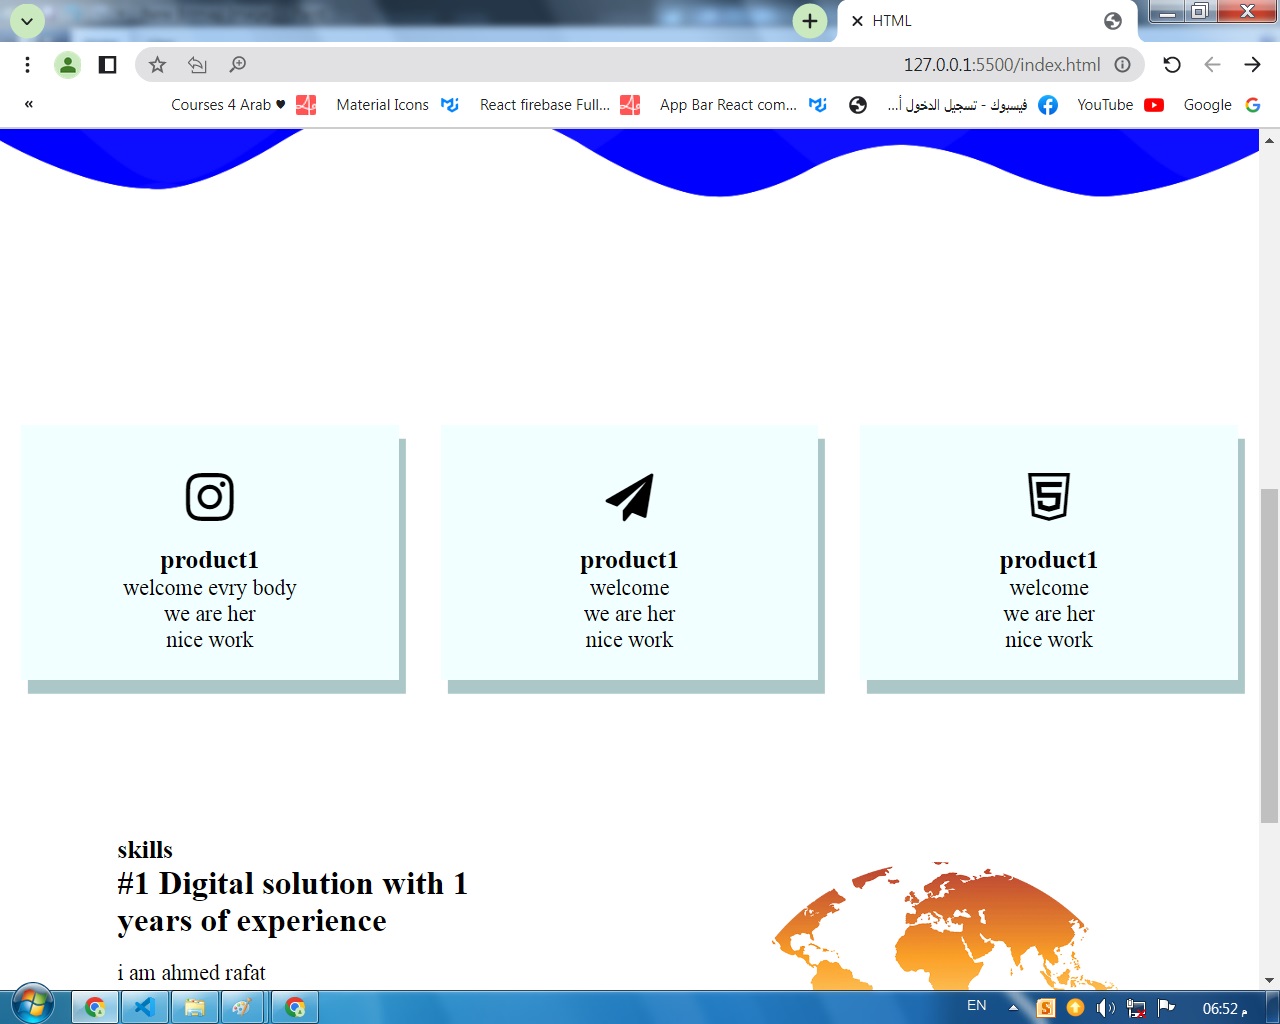 HTML
127.0.0.1:5500/index.html
«
Courses 4 Arab ♥
Material Icons
React firebase Full...
App Bar React com...
فيسبوك - تسجيل الدخول أ...
YouTube
Google
product1
welcome evry body
we are her
nice work
product1
welcome
we are her
nice work
product1
welcome
we are her
nice work
skills
#1 Digital solution with 1
years of experience
i am ahmed rafat
EN
06:52 م